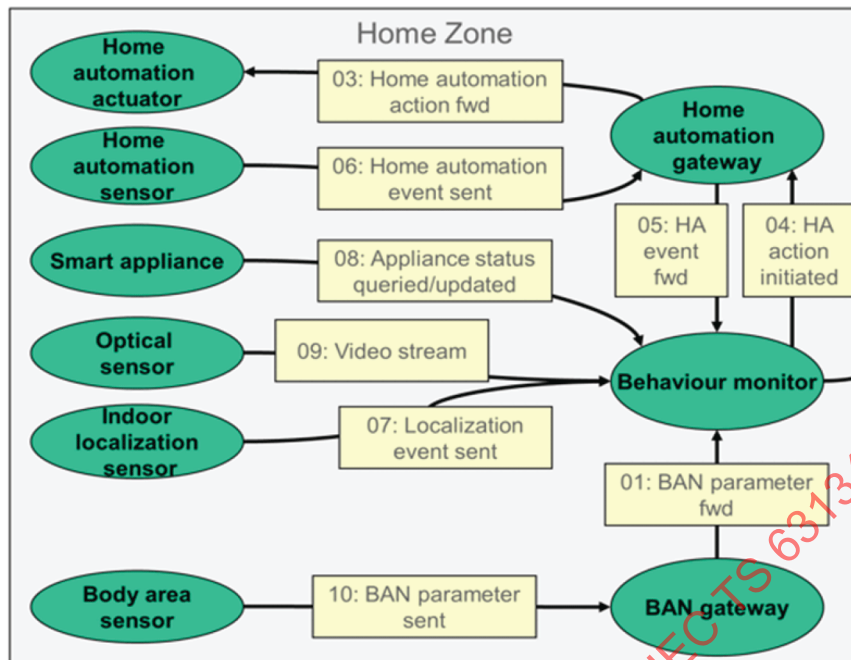 Home Zone
Home
automation
actuator
03: Home automation
action fwd
Home
automation
gateway
Home
automation
sensor
06: Home automation
event sent
05: HA
event
fwd
04: HA
action
initiated
Smart appliance
08: Appliance status
queried/updated
Optical
sensor
09: Video stream
Behaviour monitor
Indoor
localization
sensor
07: Localization
event sent
01: BAN parameter
fwd
Body area
sensor
10: BAN parameter
sent
BAN gateway
TS